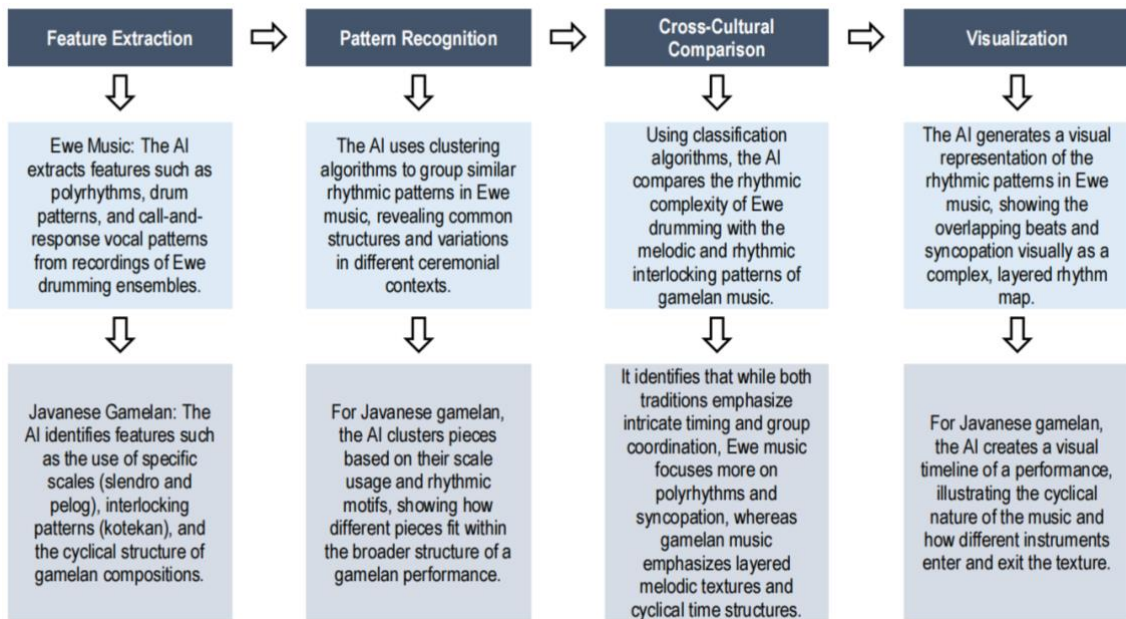 Feature Extraction
Pattern Recognition
Cross-Cultural
Comparison
Visualization
Ewe Music: The AI
extracts features such as
polyrhythms, drum
patterns, and call-and-
response vocal patterns
from recordings of Ewe
drumming ensembles.
The AI uses clustering
algorithms to group similar
rhythmic patterns in Ewe
music, revealing common
structures and variations
in different ceremonial
contexts.
Using classification
algorithms, the AI
compares the rhythmic
complexity of Ewe
drumming with the
melodic and rhythmic
interlocking patterns of
gamelan music.
The AI generates a visual
representation of the
rhythmic patterns in Ewe
music, showing the
overlapping beats and
syncopation visually as a
complex, layered rhythm
map.
Javanese Gamelan: The
AI identifies features such
as the use of specific
scales (slendro and
pelog), interlocking
patterns (kotekan), and
the cyclical structure of
gamelan compositions.
For Javanese gamelan,
the AI clusters pieces
based on their scale
usage and rhythmic
motifs, showing how
different pieces fit within
the broader structure of a
gamelan performance.
It identifies that while both
traditions emphasize
intricate timing and group
coordination, Ewe music
focuses more on
polyrhythms and
syncopation, whereas
gamelan music
emphasizes layered
melodic textures and
cyclical time structures.
For Javanese gamelan,
the AI creates a visual
timeline of a performance,
illustrating the cyclical
nature of the music and
how different instruments
enter and exit the texture.